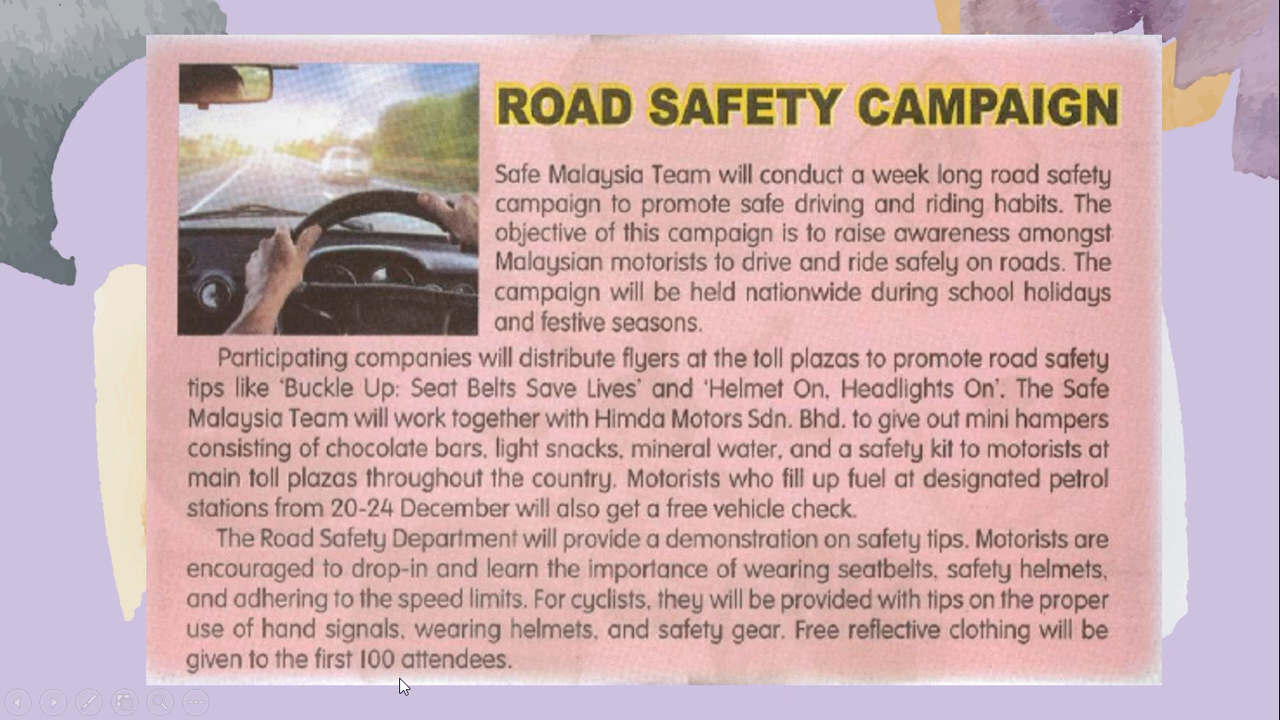 ROAD SAFETY CAMPAIGN
Safe Malaysia Team will conduct a week long road safety
campaign to promote safe driving and riding habits. The
objective of this campaign is to raise awareness amongst
Malaysian motorists to drive and ride safely on roads. The
campaign will be held nationwide during school holidays
and festive seasons.
Participating companies will distribute flyers at the toll plazas to promote road safety
tips like ‘Buckle Up: Seat Belts Save Lives’ and ‘Helmet On, Headlights On’. The Safe
Malaysia Team will work together with Himda Motors Sdn. Bhd. to give out mini hampers
consisting of chocolate bars, light snacks, mineral water, and a safety kit to motorists at
main toll plazas throughout the country. Motorists who fill up fuel at designated petrol
stations from 20-24 December will also get a free vehicle check.
The Road Safety Department will provide a demonstration on safety tips. Motorists are
encouraged to drop-in and learn the importance of wearing seatbelts, safety helmets,
and adhering to the speed limits. For cyclists, they will be provided with tips on the proper
use of hand signals, wearing helmets, and safety gear. Free reflective clothing will be
given to the first 100 attendees.